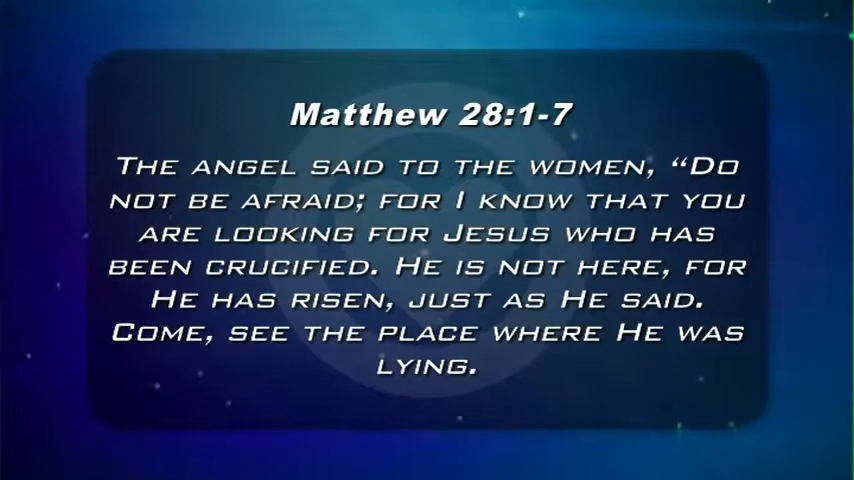 Matthew 28:1-7
The angel said to the women, “Do
not be afraid; for I know that you
are looking for Jesus who has
been crucified. He is not here, for
He has risen, just as He said.
Come, see the place where He was
lying.